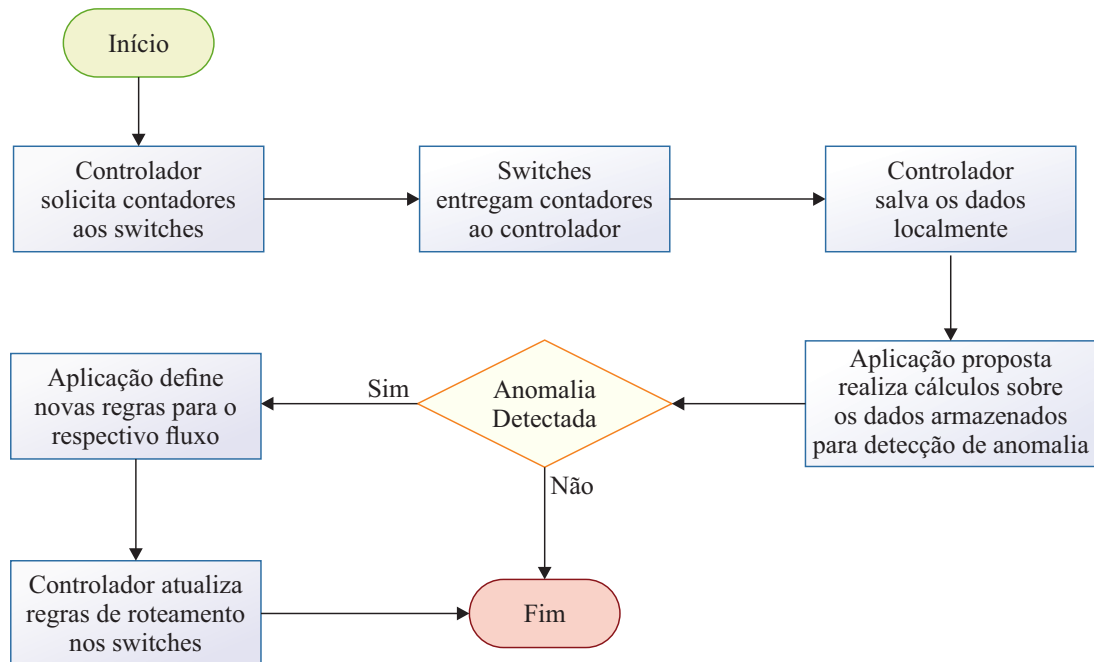 Início
Controlador
solicita contadores
aos switches
Switches
entregam contadores
ao controlador
Controlador
salva os dados
localmente
Aplicação proposta
realiza cálculos sobre
os dados armazenados
para detecção de anomalia
Anomalia
Detectada
Sim
Aplicação define
novas regras para o
respectivo fluxo
Não
Controlador atualiza
regras de roteamento
nos switches
Fim